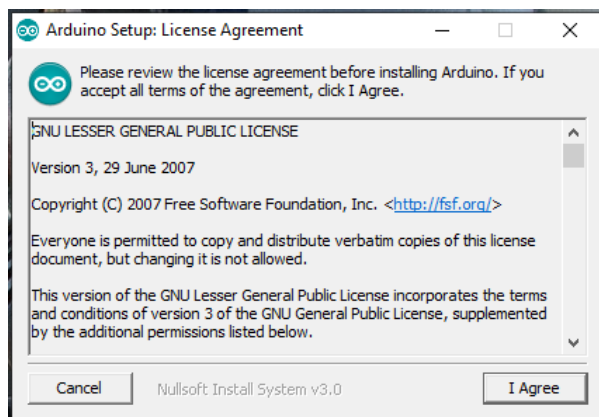 Arduino Setup: License Agreement
Please review the license agreement before installing Arduino. If you
accept all terms of the agreement, click I Agree.
GNU LESSER GENERAL PUBLIC LICENSE
Version 3, 29 June 2007
Copyright (C) 2007 Free Software Foundation, Inc. <http://fsf.org/>
Everyone is permitted to copy and distribute verbatim copies of this license
document, but changing it is not allowed.
This version of the GNU Lesser General Public License incorporates the terms
and conditions of version 3 of the GNU General Public License, supplemented
by the additional permissions listed below.
Cancel
Nullsoft Install System v3.0
I Agree